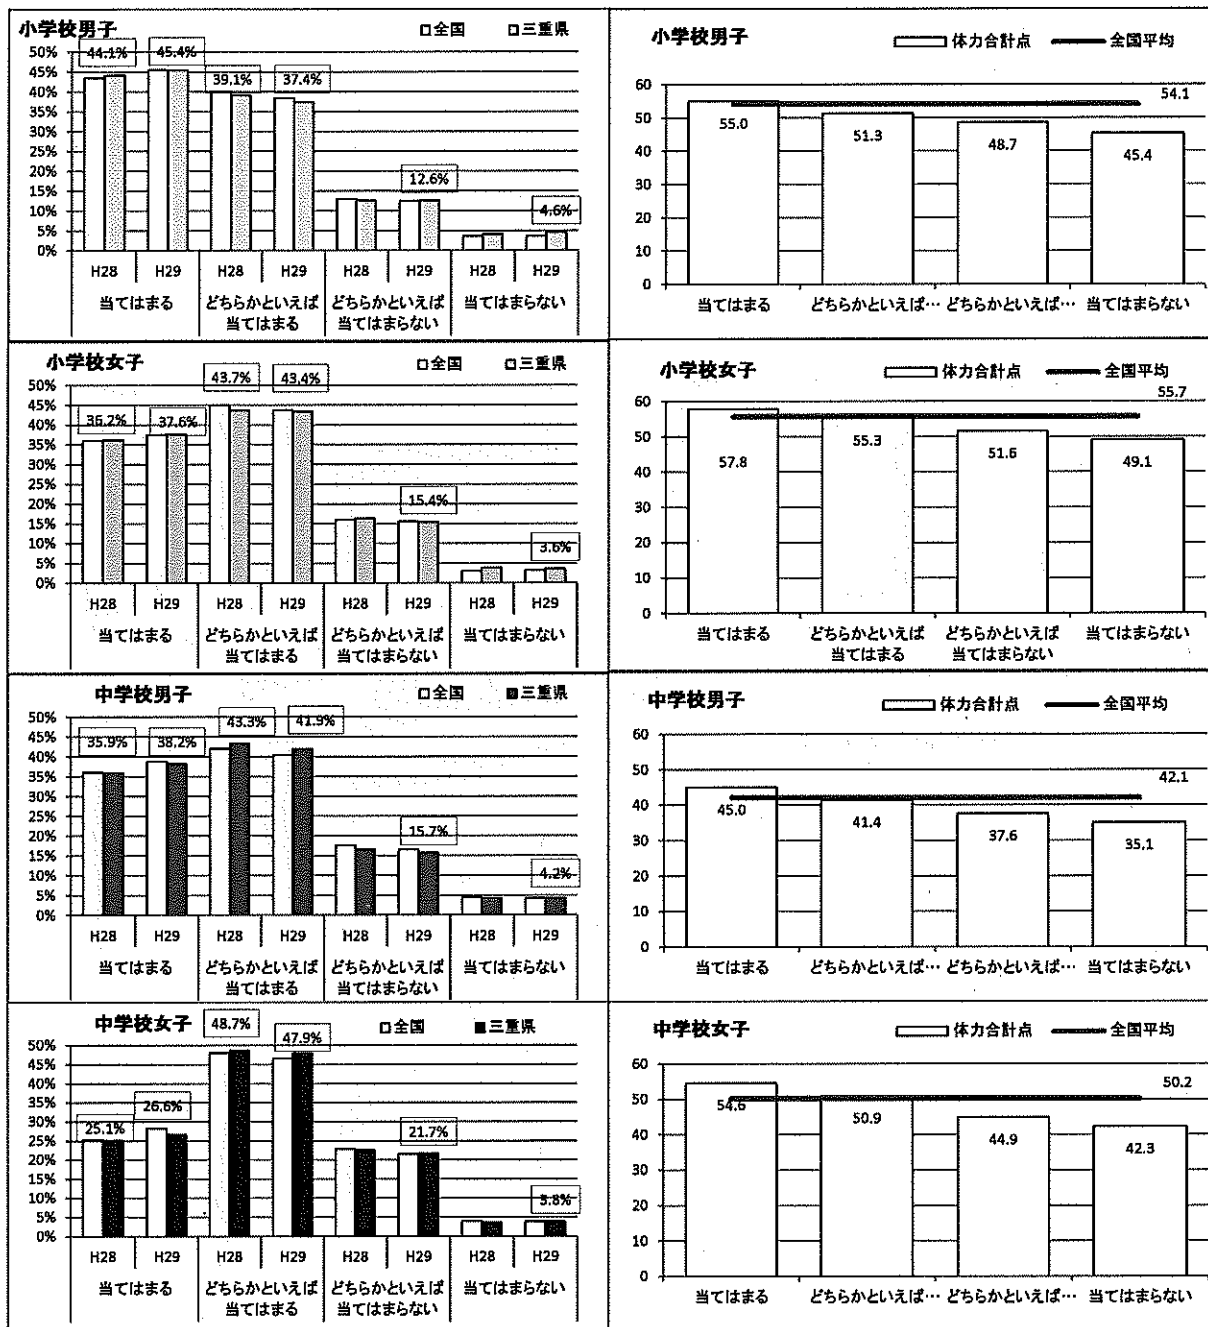 小学校男子
□全国 □三重県
44.1% 45.4% 39.1% 37.4% 12.6% 4.6%
50%
45%
40%
35%
30%
25%
20%
15%
10%
5%
0%
H28 H29 H28 H29 H28 H29 H28 H29
当てはまる どちらかといえば どちらかといえば 当てはまらない
当てはまる 当てはまらない
小学校男子
体力合計点 全国平均
54.1
60
50
40
30
20
10
0
55.0 51.3 48.7 45.4
当てはまる どちらかといえば… どちらかといえば… 当てはまらない
小学校女子
□全国 □三重県
36.2% 37.6% 43.7% 43.4% 15.4% 3.6%
50%
45%
40%
35%
30%
25%
20%
15%
10%
5%
0%
H28 H29 H28 H29 H28 H29 H28 H29
当てはまる どちらかといえば どちらかといえば 当てはまらない
当てはまる 当てはまらない
小学校女子
体力合計点 全国平均
55.7
60
50
40
30
20
10
0
57.8 55.3 51.6 49.1
当てはまる どちらかといえば どちらかといえば 当てはまらない
当てはまる 当てはまらない
中学校男子
□全国 ■三重県
35.9% 38.2% 43.3% 41.9% 15.7% 4.2%
50%
45%
40%
35%
30%
25%
20%
15%
10%
5%
0%
H28 H29 H28 H29 H28 H29 H28 H29
当てはまる どちらかといえば どちらかといえば 当てはまらない
当てはまる 当てはまらない
中学校男子
体力合計点 全国平均
42.1
60
50
40
30
20
10
0
45.0 41.4 37.6 35.1
当てはまる どちらかといえば… どちらかといえば… 当てはまらない
中学校女子
□全国 ■三重県
25.1% 26.6% 48.7% 47.9% 21.7% 3.8%
50%
45%
40%
35%
30%
25%
20%
15%
10%
5%
0%
H28 H29 H28 H29 H28 H29 H28 H29
当てはまる どちらかといえば どちらかといえば 当てはまらない
当てはまる 当てはまらない
中学校女子
体力合計点 全国平均
50.2
60
50
40
30
20
10
0
54.6 50.9 44.9 42.3
当てはまる どちらかといえば… どちらかといえば… 当てはまらない